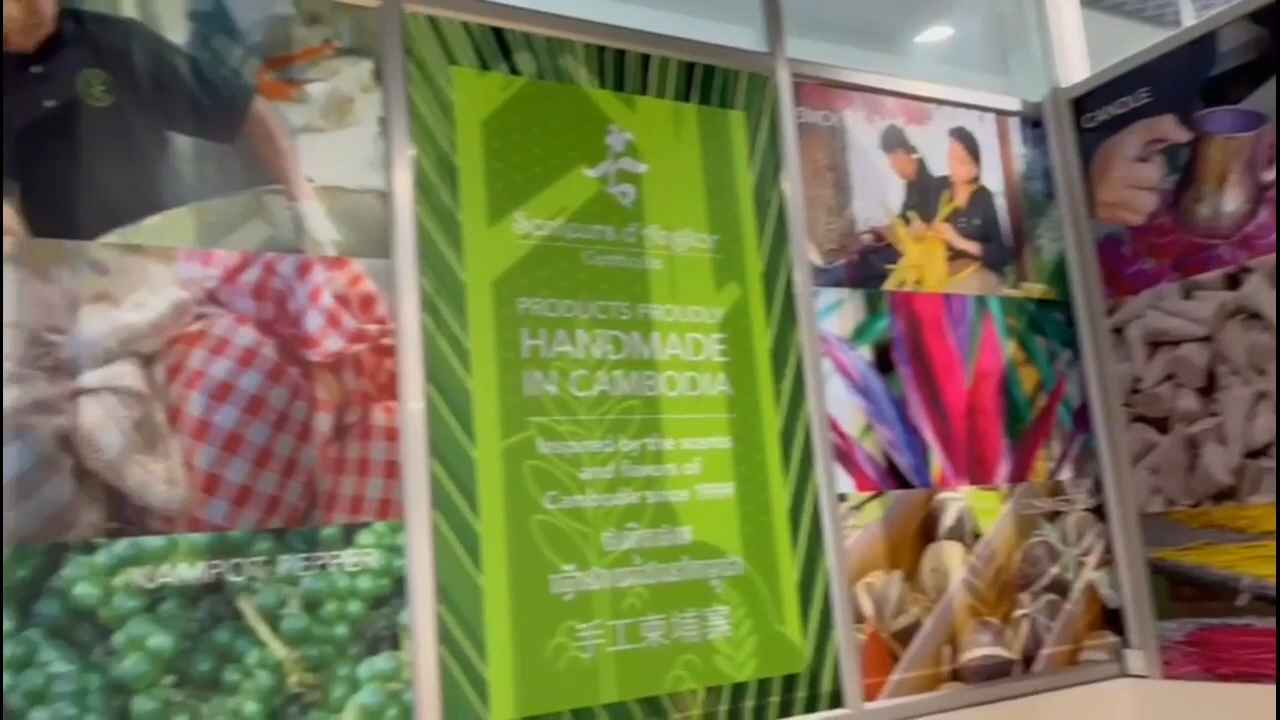 Senteurs d'Angkor
Cambodia
PRODUCTS PROUDLY
HANDMADE
IN CAMBODIA
Inspired by the scents
and flavors of
Cambodia since 1999
手工柬埔寨
KAMPOT PEPPER
CANDLE